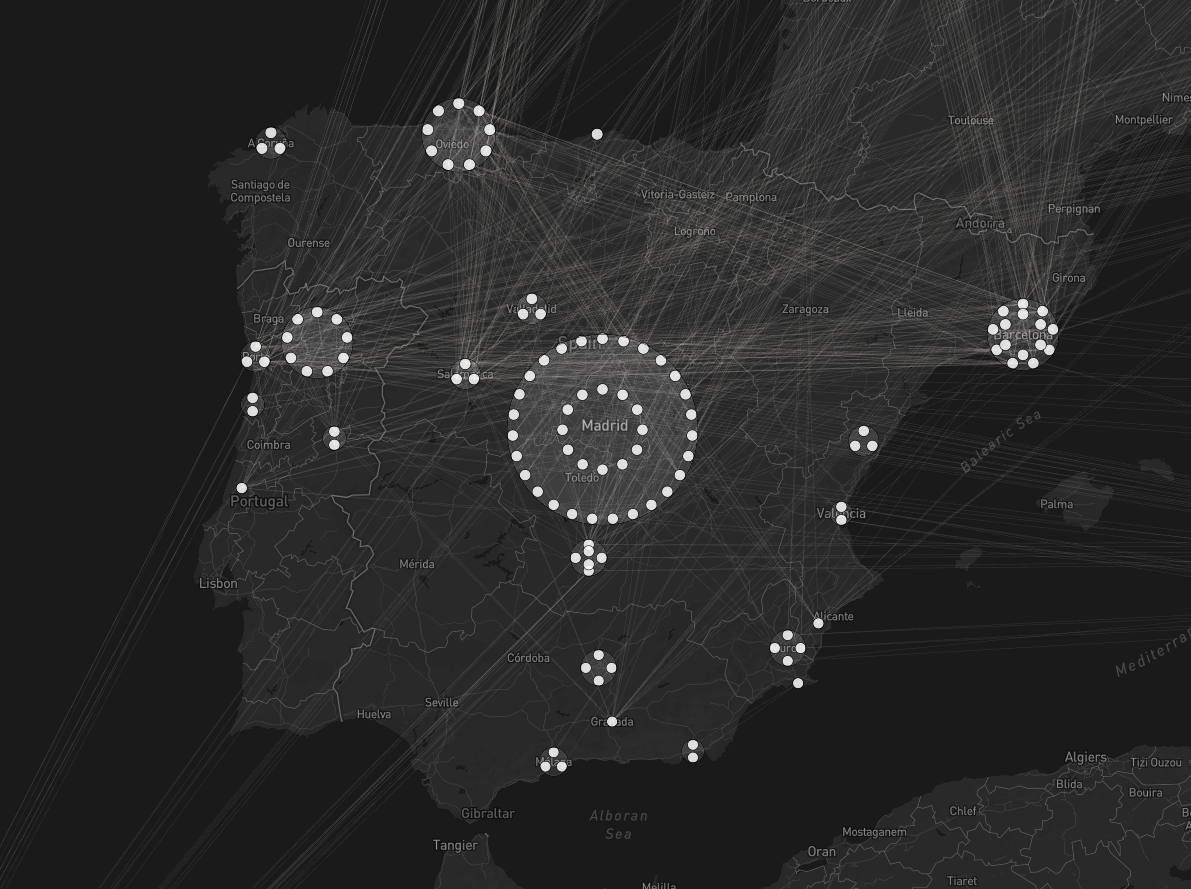 Bordeaux
Nimes
Toulouse
Montpellier
A Coruña
Oviedo
Santiago de
Compostela
Vitoria-Gasteiz
Pamplona
Perpignan
Andorra
Logroño
Ourense
Girona
Valladolid
Zaragoza
Lleida
Braga
Barcelona
Spain
Salamanca
Madrid
Balearic Sea
Coimbra
Toledo
Portugal
Palma
Valencia
Mérida
Lisbon
Alicante
Mediterra
Córdoba
Seville
Huelva
Granada
Málaga
Algiers
Tizi Ouzou
Blida
Bouira
Gibraltar
Chlef
Alboran
Sea
Mostaganem
Tangier
Oran
Tiaret
Melilla